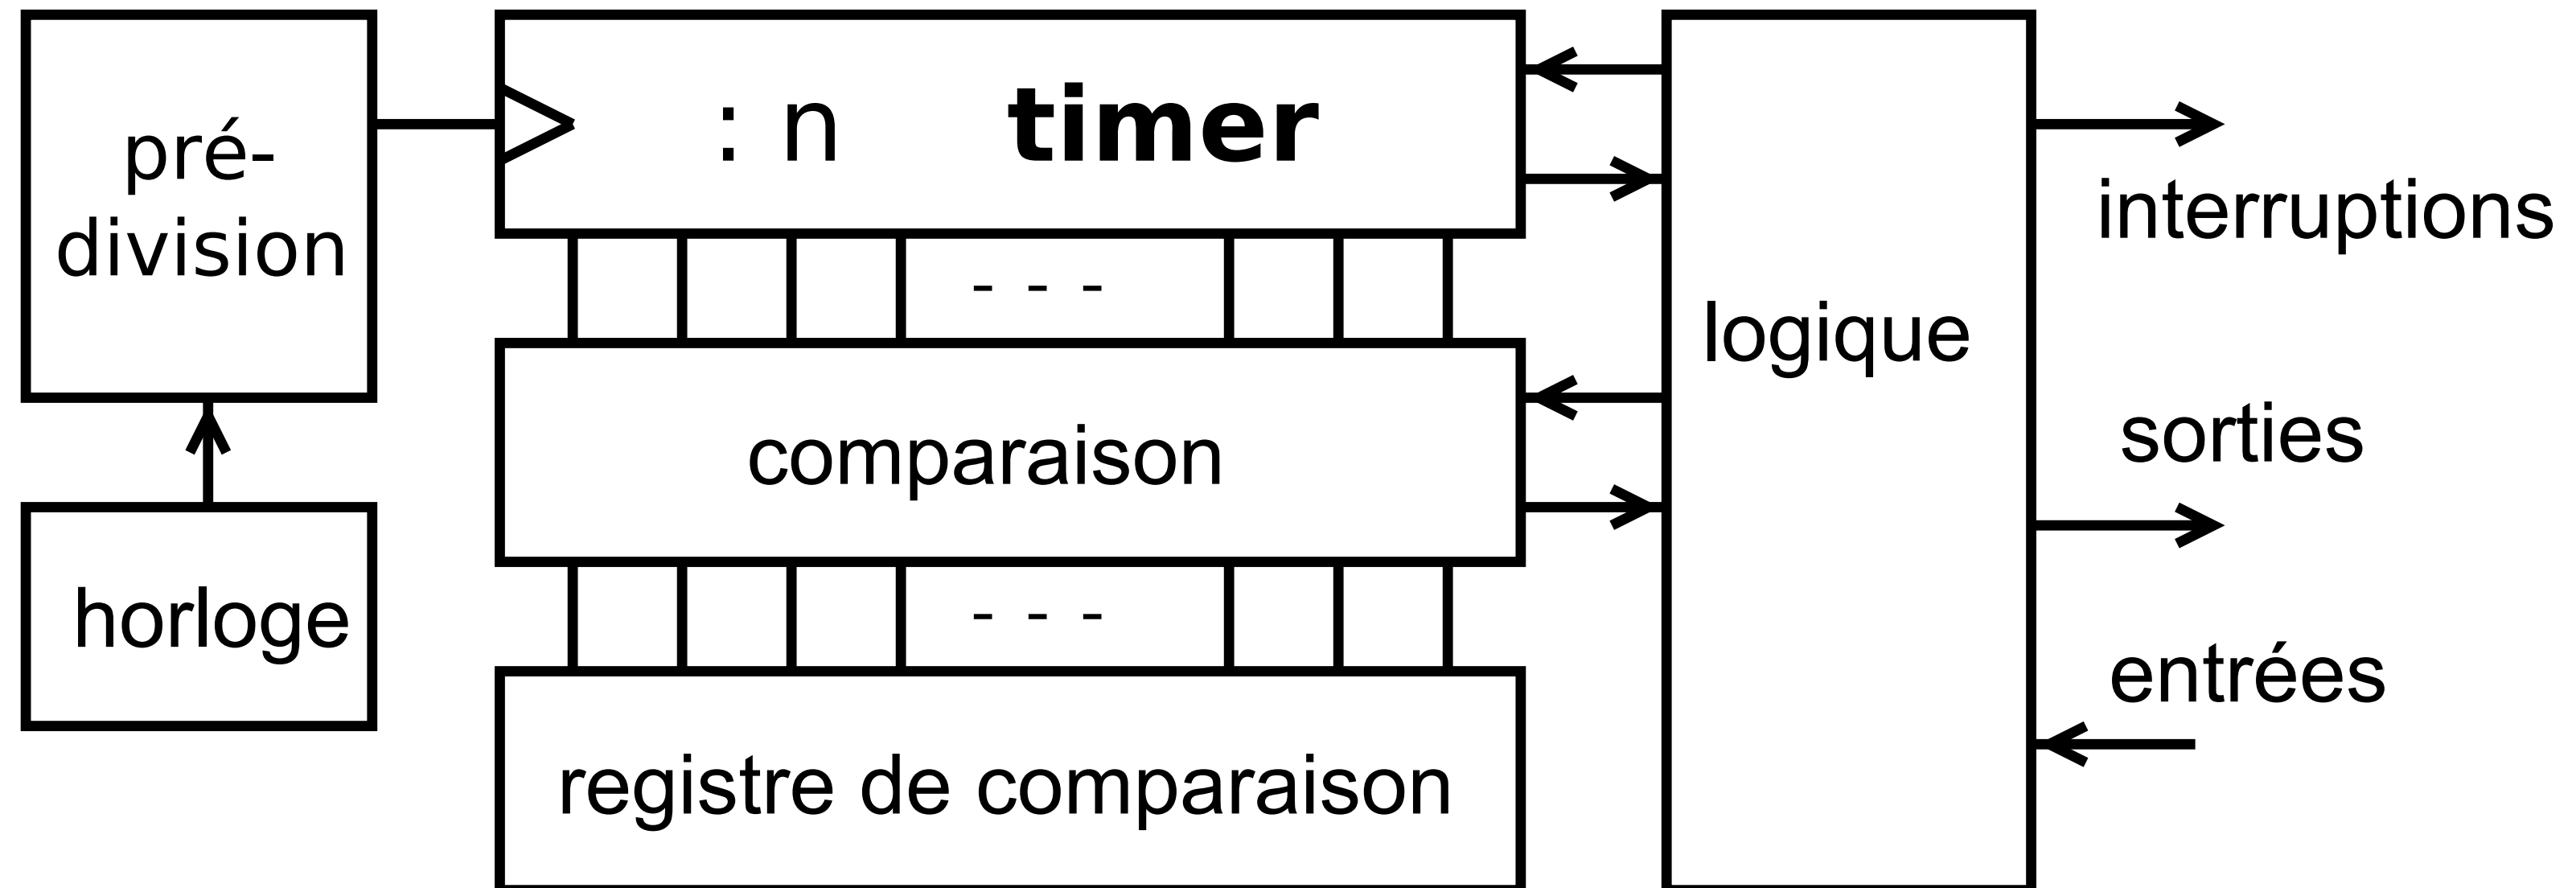 pré-
division
: n timer
- - -
comparaison
- - -
registre de comparaison
horloge
logique
interruptions
sorties
entrées